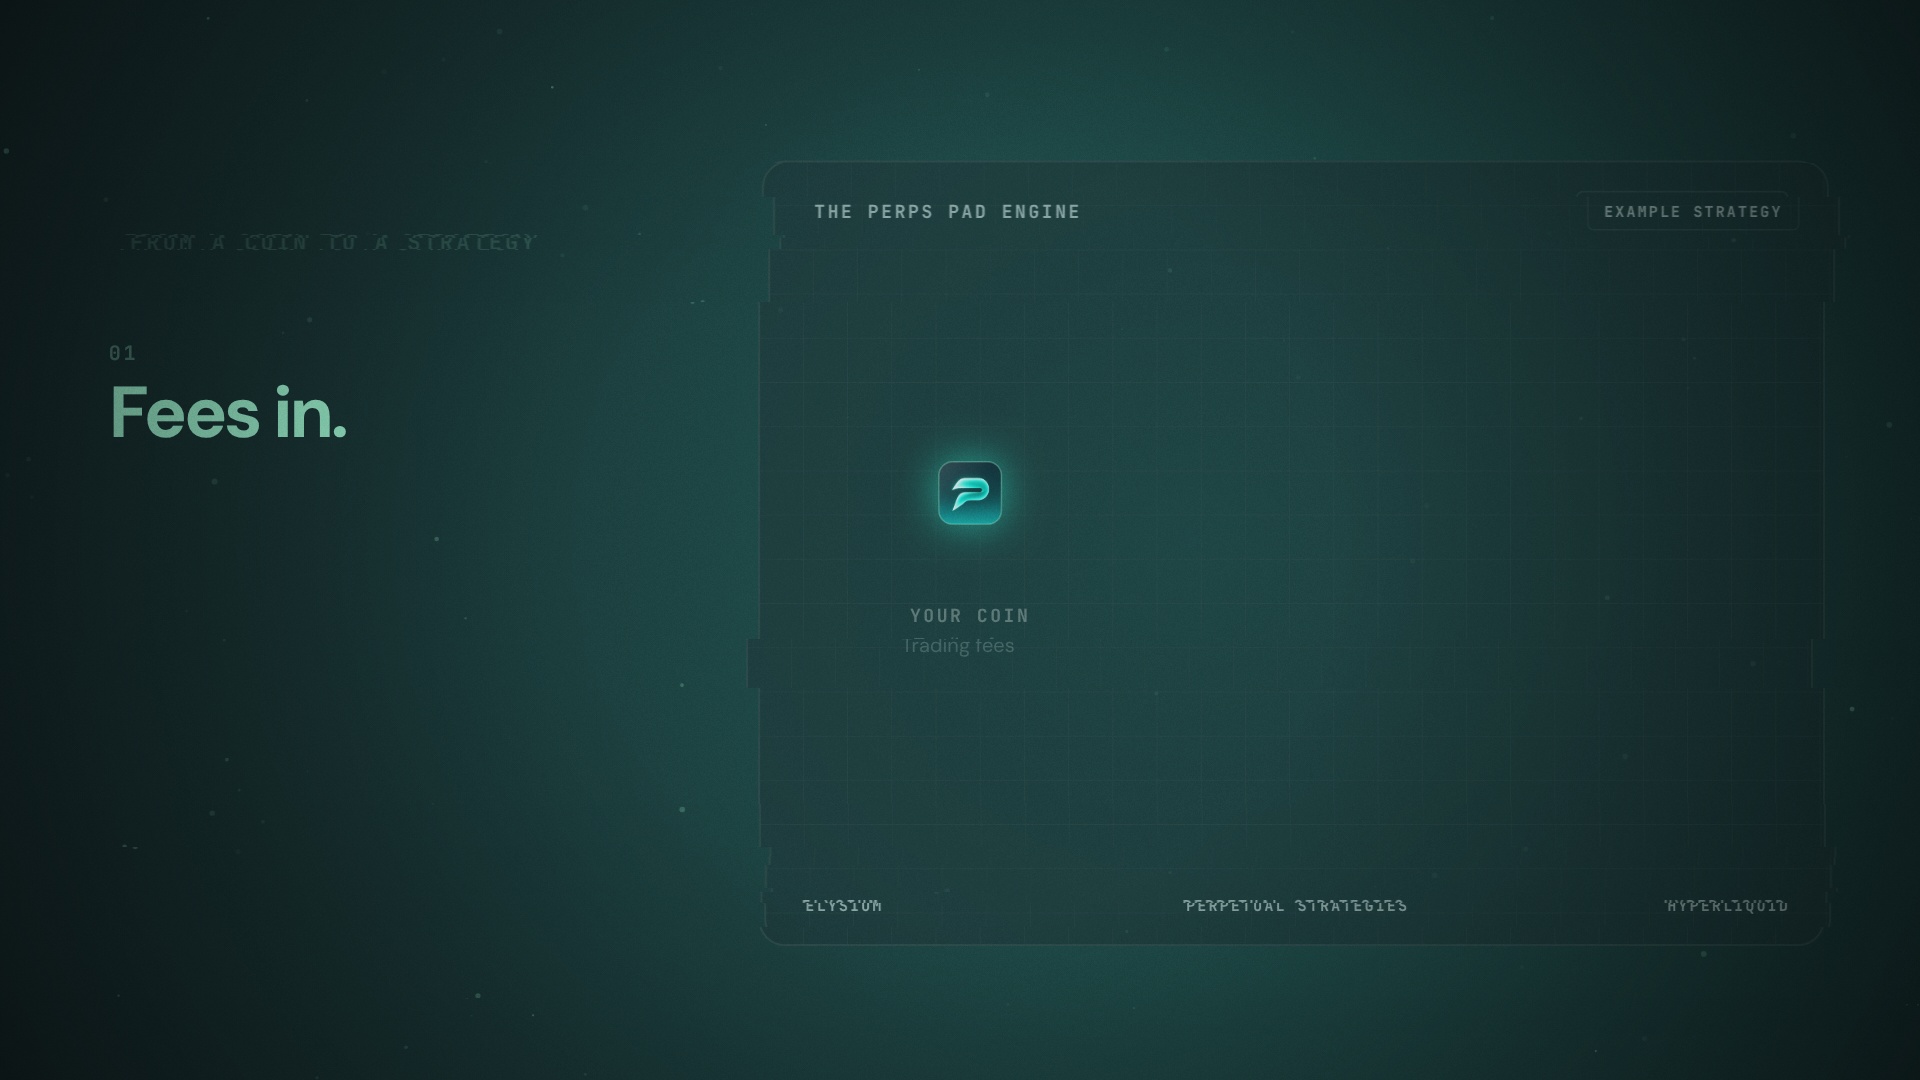 FROM A COIN TO A STRATEGY
01
Fees in.
THE PERPS PAD ENGINE
EXAMPLE STRATEGY
YOUR COIN
Trading fees
ELYSIUM
PERPETUAL STRATEGIES
HYPERLIQUID